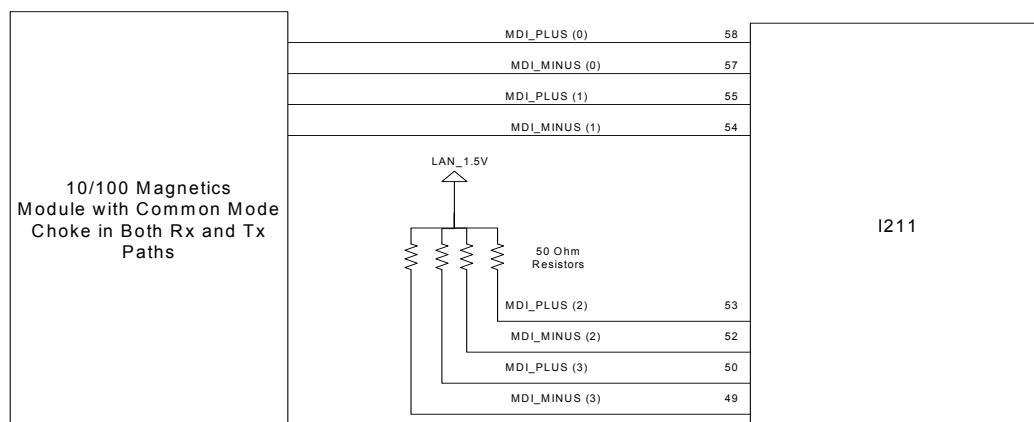 MDI_PLUS (0) 58
MDI_MINUS (0) 57
MDI_PLUS (1) 55
MDI_MINUS (1) 54
LAN_1.5V
10/100 Magnetics
Module with Common Mode
Choke in Both Rx and Tx
Paths
I211
50 Ohm
Resistors
MDI_PLUS (2) 53
MDI_MINUS (2) 52
MDI_PLUS (3) 50
MDI_MINUS (3) 49